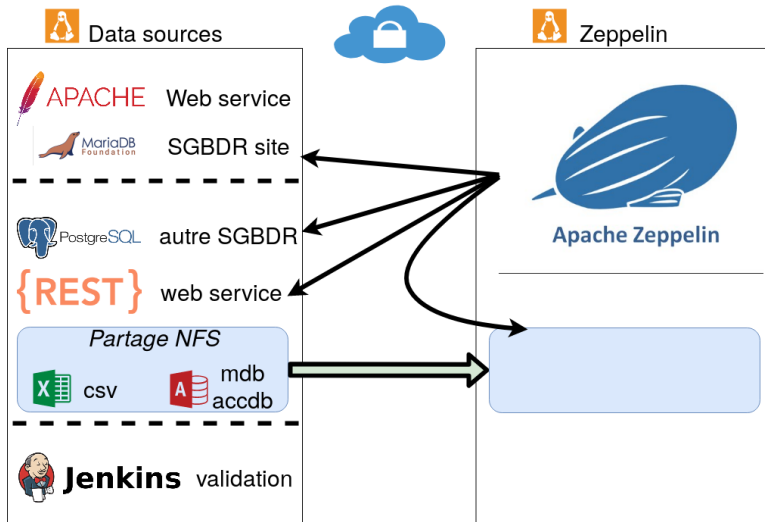 Data sources
Zeppelin
APACHE Web service
MariaDB
Foundation
SGBDR site
Apache Zeppelin
PostgreSQL autre SGBDR
{REST} web service
Partage NFS
X csv
A mdb
accdb
Jenkins validation